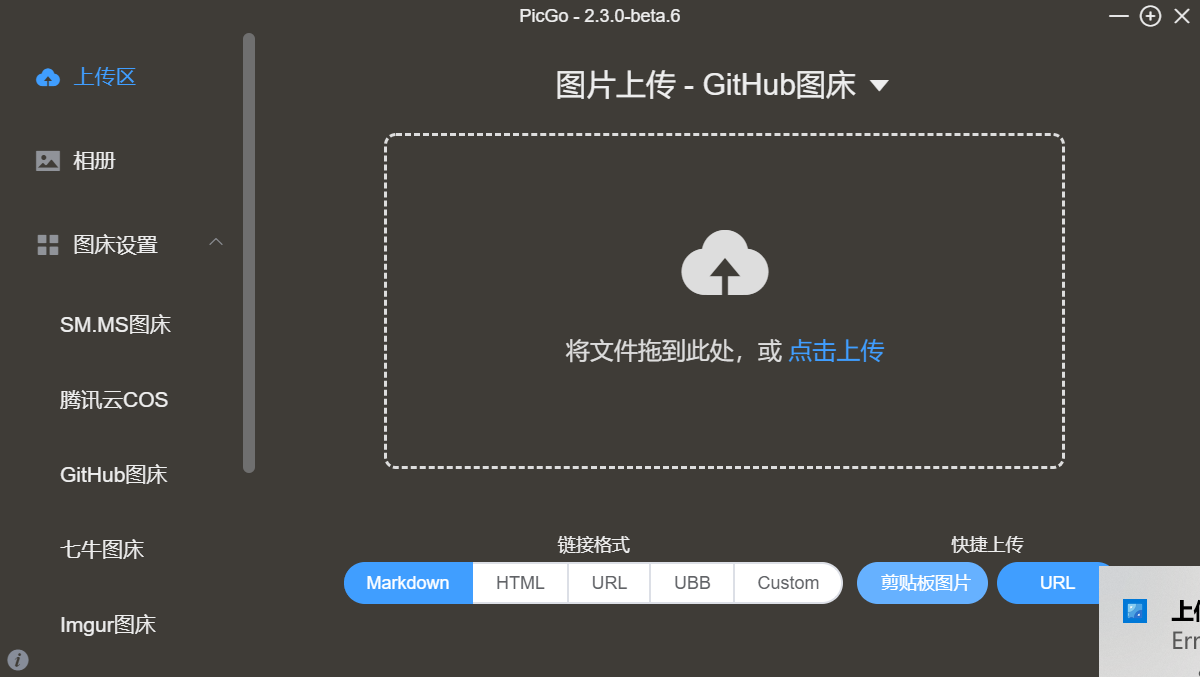 PicGo - 2.3.0-beta.6
上传区
相册
图床设置
SM.MS图床
腾讯云COS
GitHub图床
七牛图床
Imgur图床
图片上传 - GitHub图床
将文件拖到此处，或 点击上传
链接格式
Markdown HTML URL UBB Custom
快捷上传
剪贴板图片 URL
上
Err